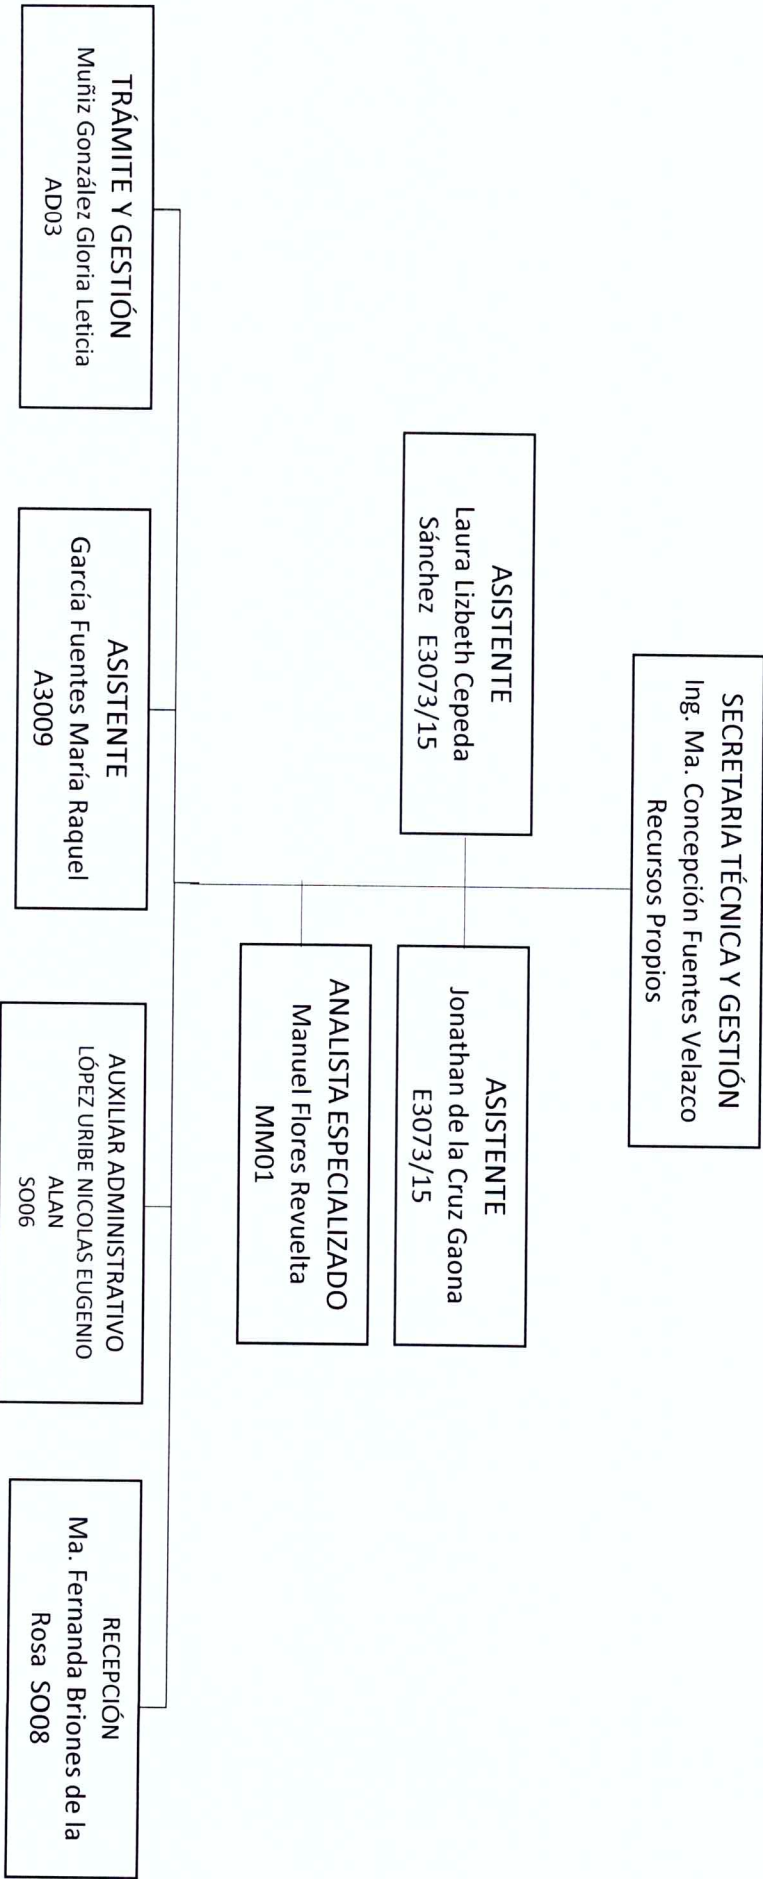 SECRETARIA TÉCNICA Y GESTIÓN
Ing. Ma. Concepción Fuentes Velazco
Recursos Propios
ASISTENTE
Laura Lizbeth Cepeda
Sánchez E3073/15
ASISTENTE
Jonathan de la Cruz Gaona
E3073/15
ANALISTA ESPECIALIZADO
Manuel Flores Revuelta
MM01
TRÁMITE Y GESTIÓN
Muñiz González Gloria Leticia
AD03
ASISTENTE
García Fuentes María Raquel
A3009
AUXILIAR ADMINISTRATIVO
LÓPEZ URIBE NICOLAS EUGENIO
ALAN
SO06
RECEPCIÓN
Ma. Fernanda Briones de la
Rosa SO08